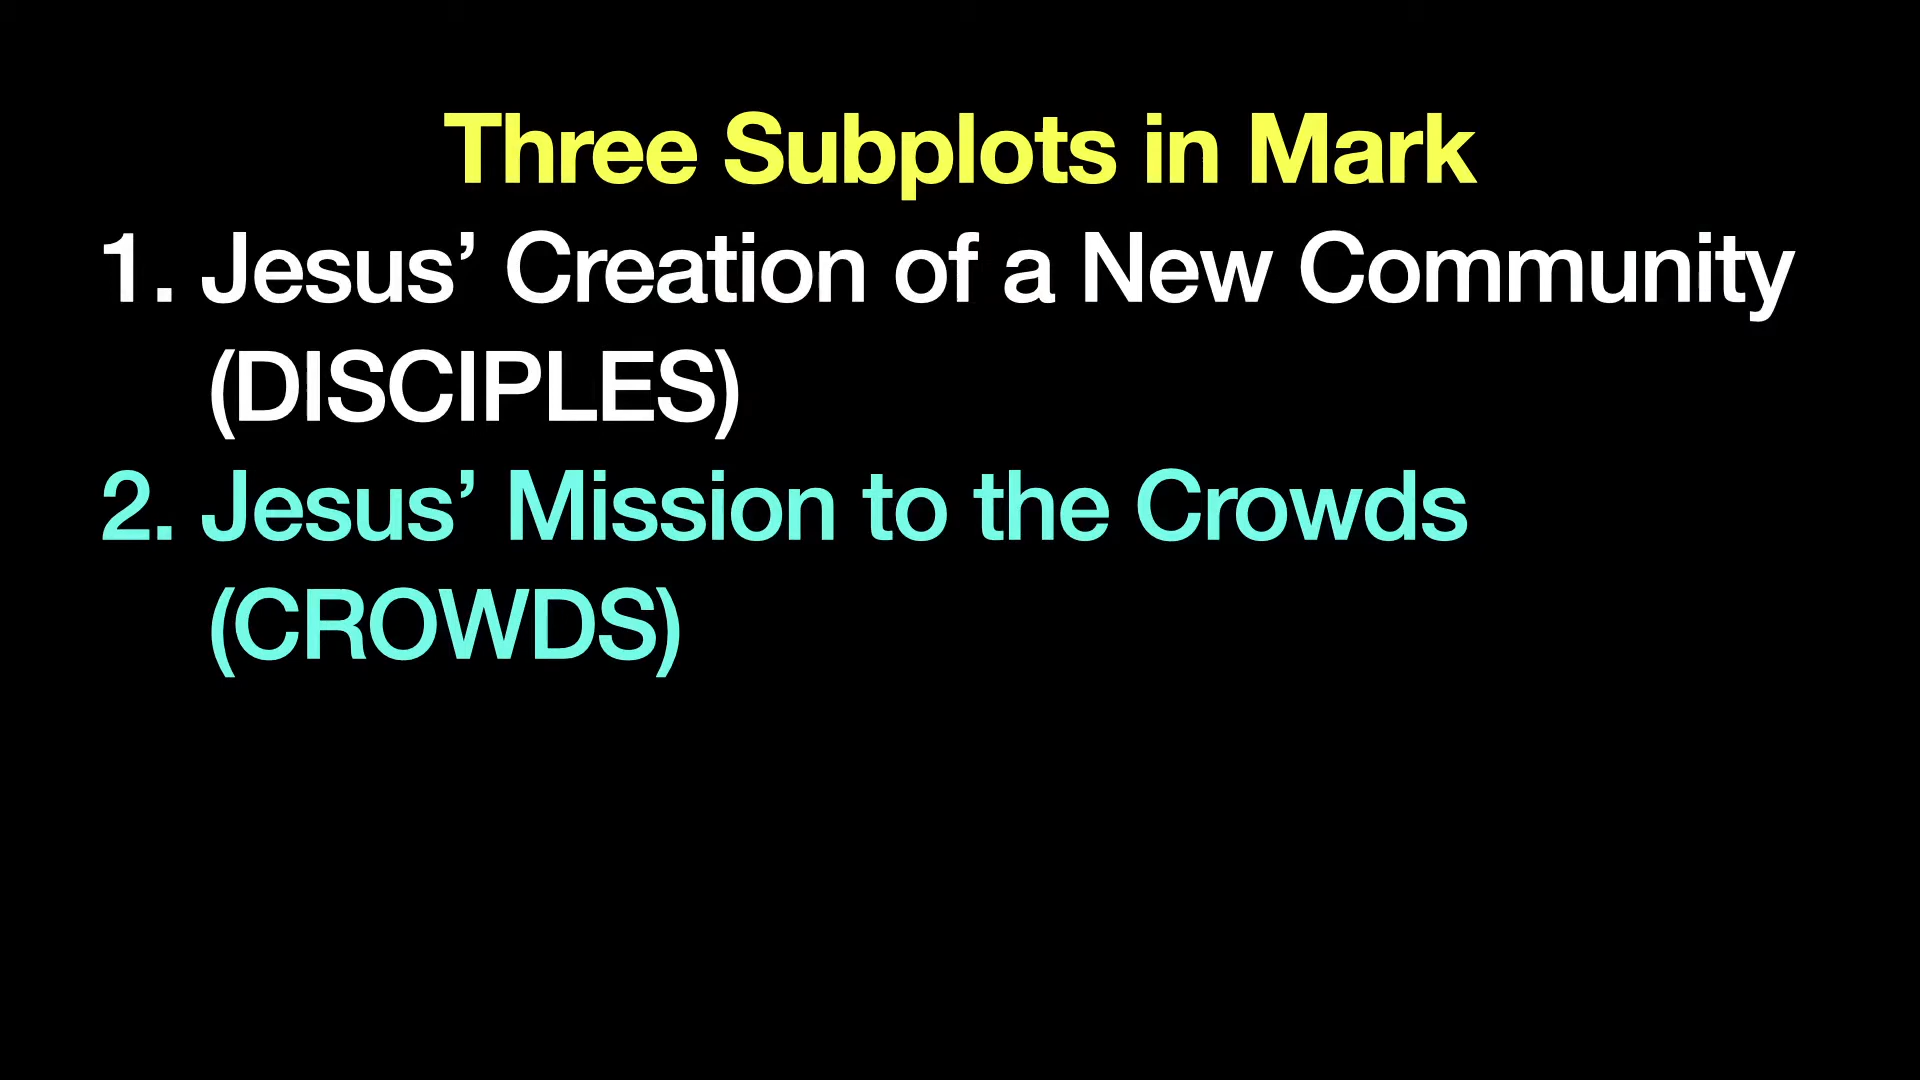 Three Subplots in Mark
1. Jesus’ Creation of a New Community
(DISCIPLES)
2. Jesus’ Mission to the Crowds
(CROWDS)